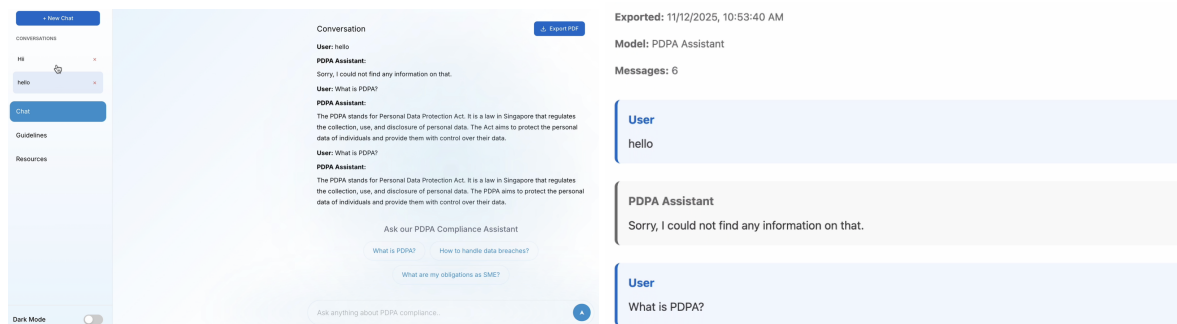 + New Chat
CONVERSATIONS
Hi
×
hello
×
Chat
Guidelines
Resources
Dark Mode
Conversation
Export PDF
User: hello
PDPA Assistant:
Sorry, I could not find any information on that.
User: What is PDPA?
PDPA Assistant:
The PDPA stands for Personal Data Protection Act. It is a law in Singapore that regulates
the collection, use, and disclosure of personal data. The Act aims to protect the personal
data of individuals and provide them with control over their data.
User: What is PDPA?
PDPA Assistant:
The PDPA stands for Personal Data Protection Act. It is a law in Singapore that regulates
the collection, use, and disclosure of personal data. The PDPA aims to protect the personal
data of individuals and provide them with control over their data.
Ask our PDPA Compliance Assistant
What is PDPA?
How to handle data breaches?
What are my obligations as SME?
Ask anything about PDPA compliance..
Exported: 11/12/2025, 10:53:40 AM
Model: PDPA Assistant
Messages: 6
User
hello
PDPA Assistant
Sorry, I could not find any information on that.
User
What is PDPA?